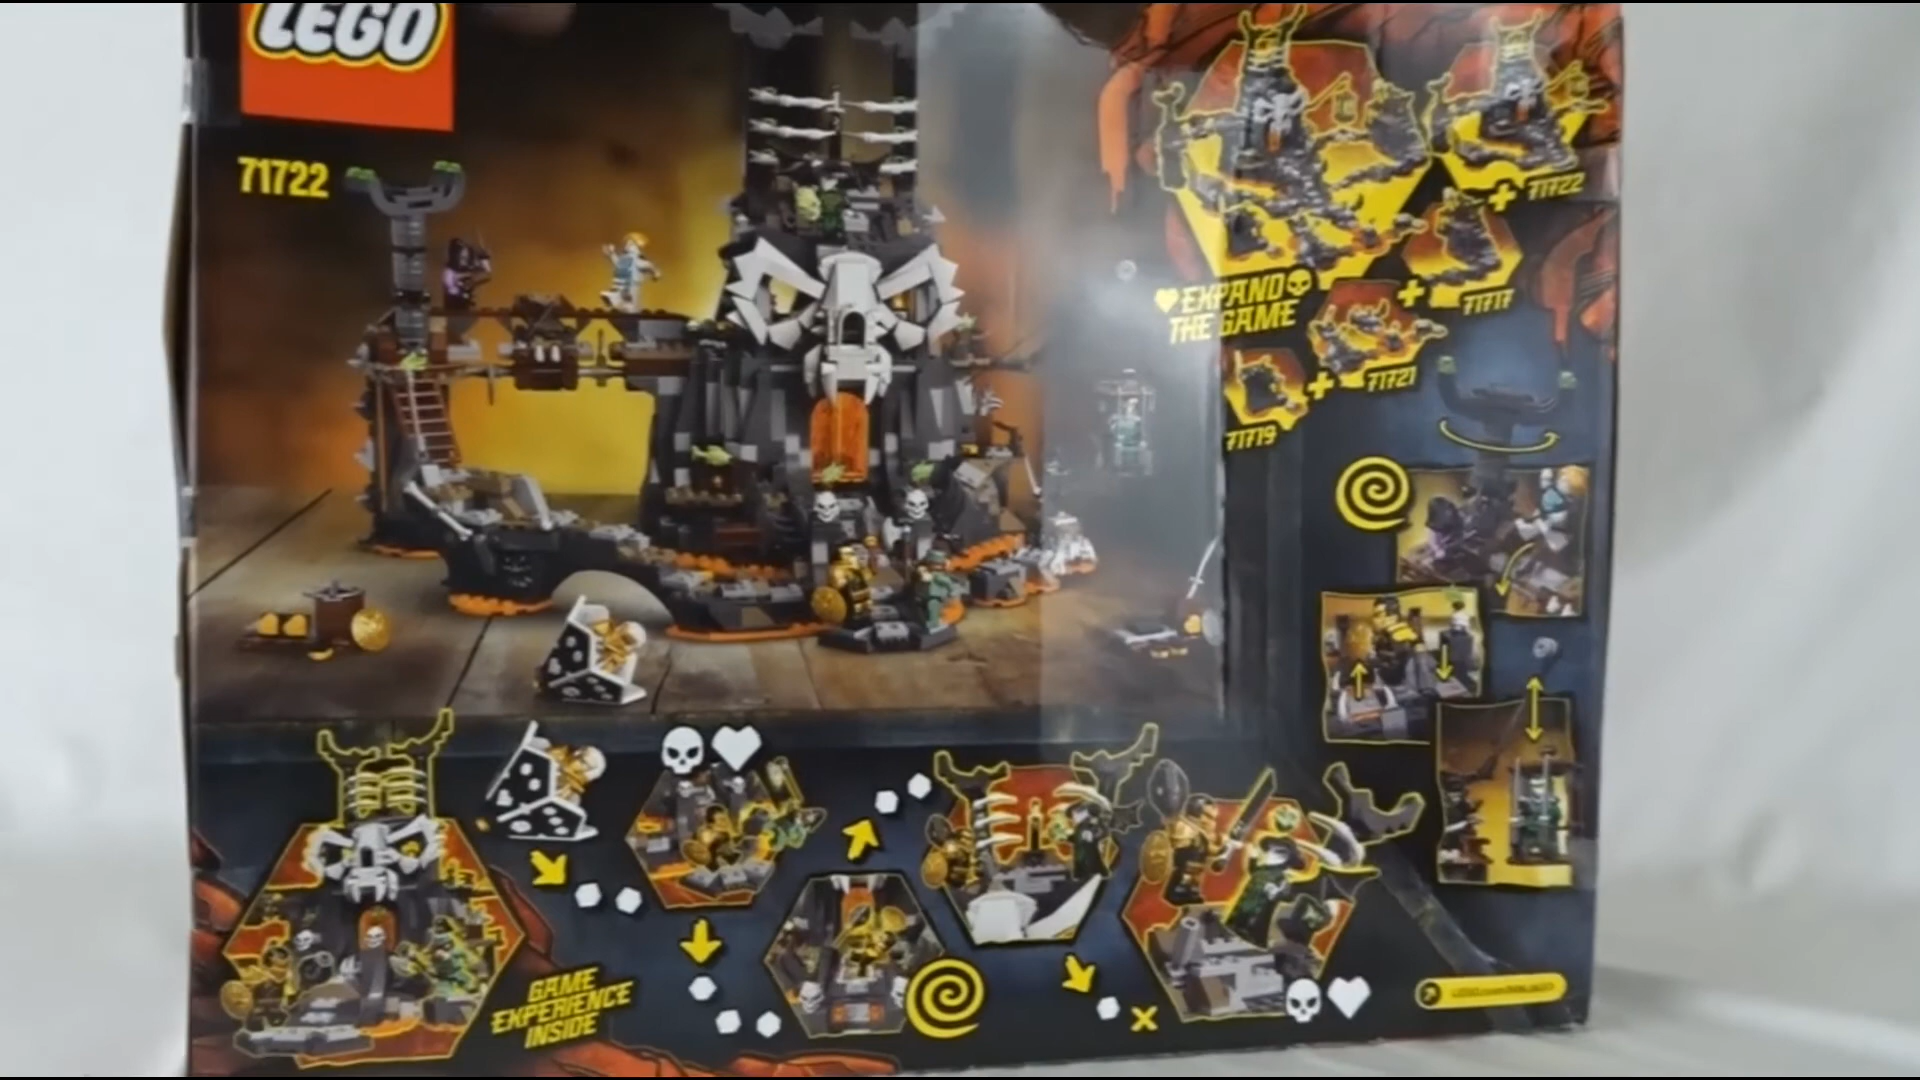 LEGO
71722
71722
EXPAND
THE GAME
71717
71721
71719
GAME
EXPERIENCE
INSIDE